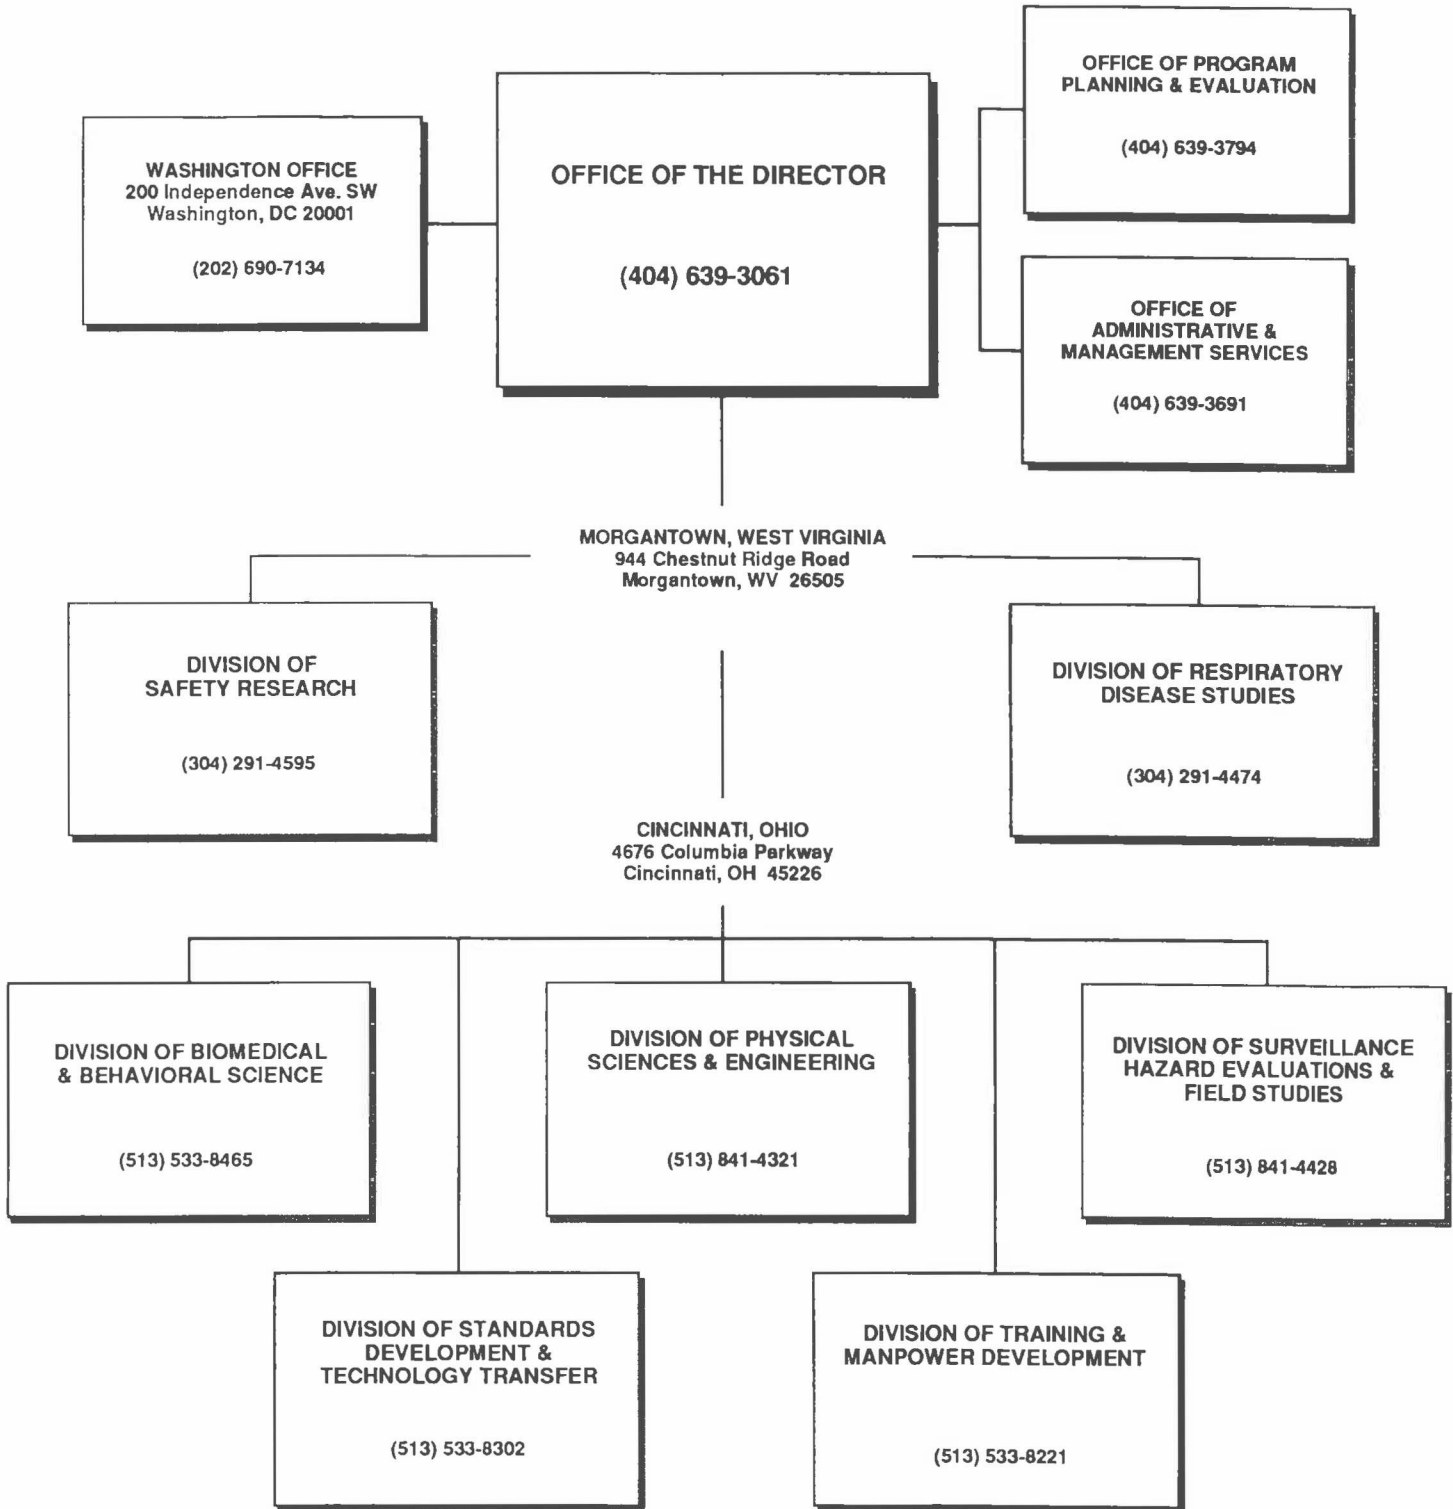 WASHINGTON OFFICE
200 Independence Ave. SW
Washington, DC 20001
(202) 690-7134
OFFICE OF THE DIRECTOR
(404) 639-3061
OFFICE OF PROGRAM
PLANNING & EVALUATION
(404) 639-3794
OFFICE OF
ADMINISTRATIVE &
MANAGEMENT SERVICES
(404) 639-3691
MORGANTOWN, WEST VIRGINIA
944 Chestnut Ridge Road
Morgantown, WV 26505
DIVISION OF
SAFETY RESEARCH
(304) 291-4595
DIVISION OF RESPIRATORY
DISEASE STUDIES
(304) 291-4474
CINCINNATI, OHIO
4676 Columbia Parkway
Cincinnati, OH 45226
DIVISION OF BIOMEDICAL
& BEHAVIORAL SCIENCE
(513) 533-8465
DIVISION OF PHYSICAL
SCIENCES & ENGINEERING
(513) 841-4321
DIVISION OF SURVEILLANCE
HAZARD EVALUATIONS &
FIELD STUDIES
(513) 841-4428
DIVISION OF STANDARDS
DEVELOPMENT &
TECHNOLOGY TRANSFER
(513) 533-8302
DIVISION OF TRAINING &
MANPOWER DEVELOPMENT
(513) 533-8221